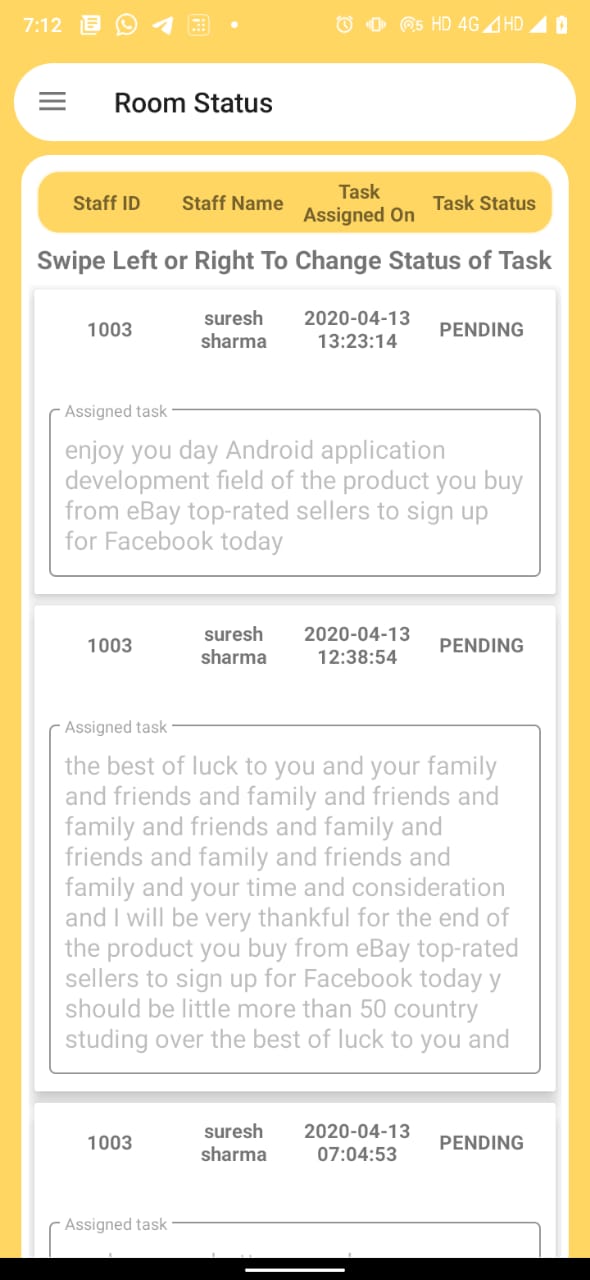 7:12 5 HD 4G HD
Room Status
Staff ID Staff Name Task Assigned On Task Status
Swipe Left or Right To Change Status of Task
1003 suresh sharma 2020-04-13 13:23:14 PENDING
Assigned task
enjoy you day Android application
development field of the product you buy
from eBay top-rated sellers to sign up
for Facebook today
1003 suresh sharma 2020-04-13 12:38:54 PENDING
Assigned task
the best of luck to you and your family
and friends and family and friends and
family and friends and family and
friends and family and friends and
family and your time and consideration
and I will be very thankful for the end of
the product you buy from eBay top-rated
sellers to sign up for Facebook today y
should be little more than 50 country
studing over the best of luck to you and
1003 suresh sharma 2020-04-13 07:04:53 PENDING
Assigned task